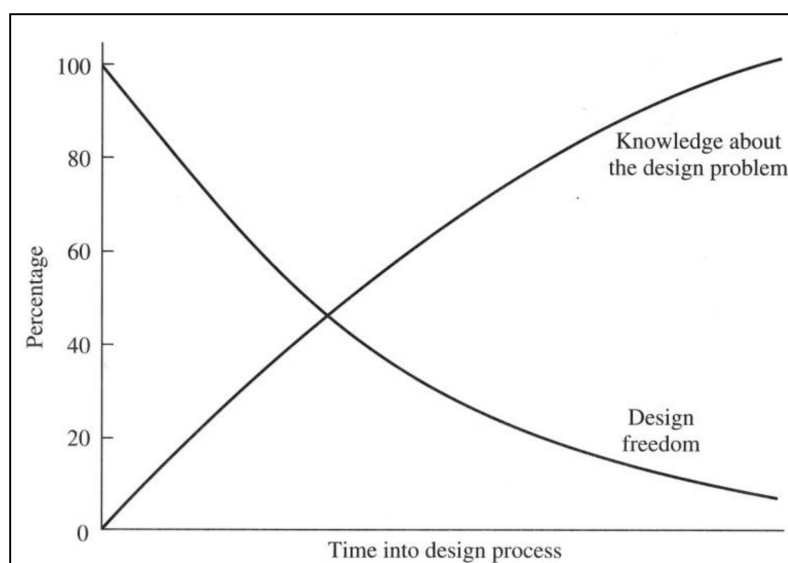 100
80
60
40
20
0
Percentage
Knowledge about
the design problem
Design
freedom
Time into design process